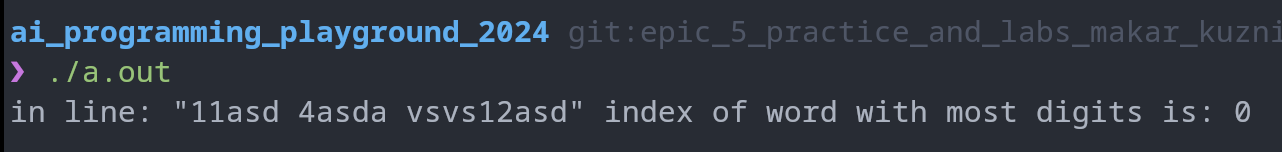 ai_programming_playground_2024 git:epic_5_practice_and_labs_makar_kuzni
❯ ./a.out
in line: "11asd 4asda vsvs12asd" index of word with most digits is: 0